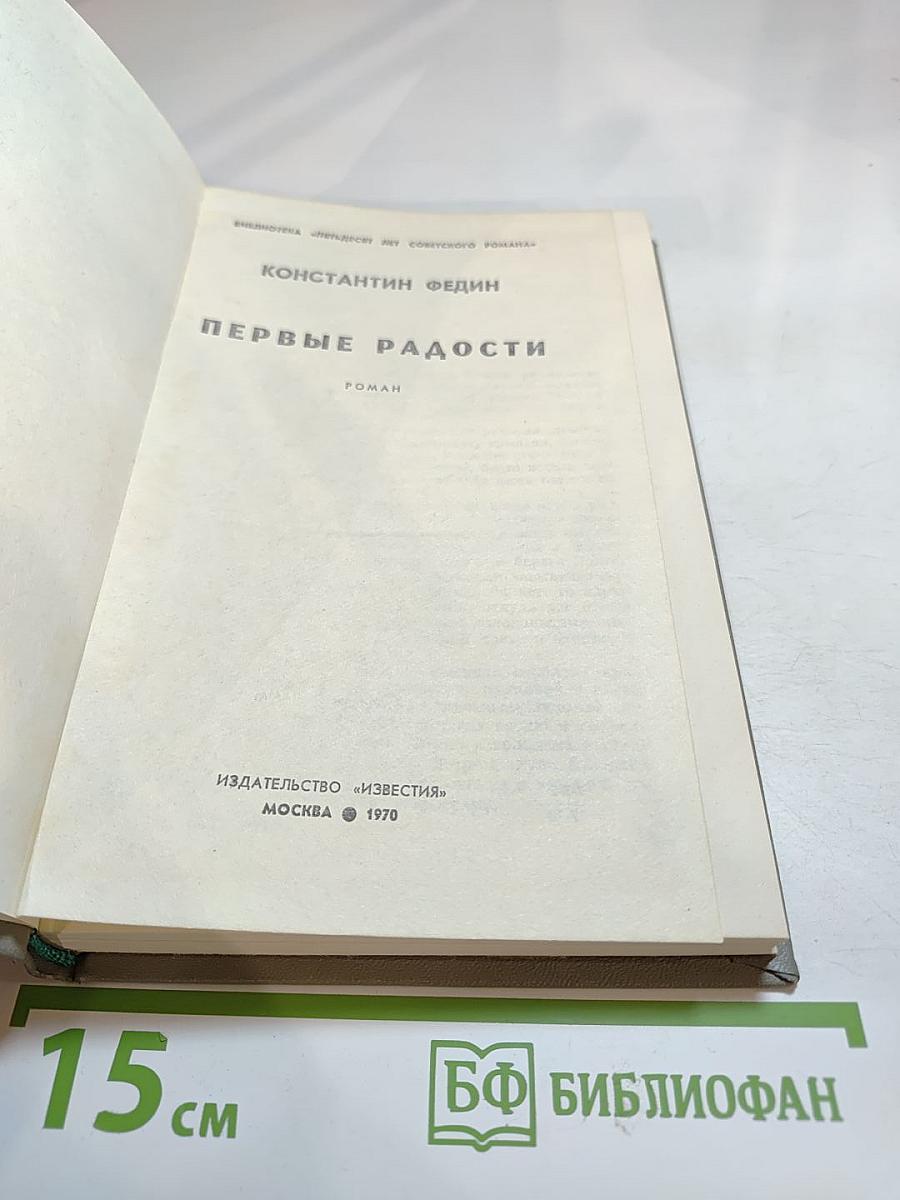 БИБЛИОТЕКА «ПЯТЬДЕСЯТ ЛЕТ СОВЕТСКОГО РОМАНА»
КОНСТАНТИН ФЕДИН
ПЕРВЫЕ РАДОСТИ
РОМАН
ИЗДАТЕЛЬСТВО «ИЗВЕСТИЯ»
МОСКВА 1970
15 см
БФ БИБЛИОФАН